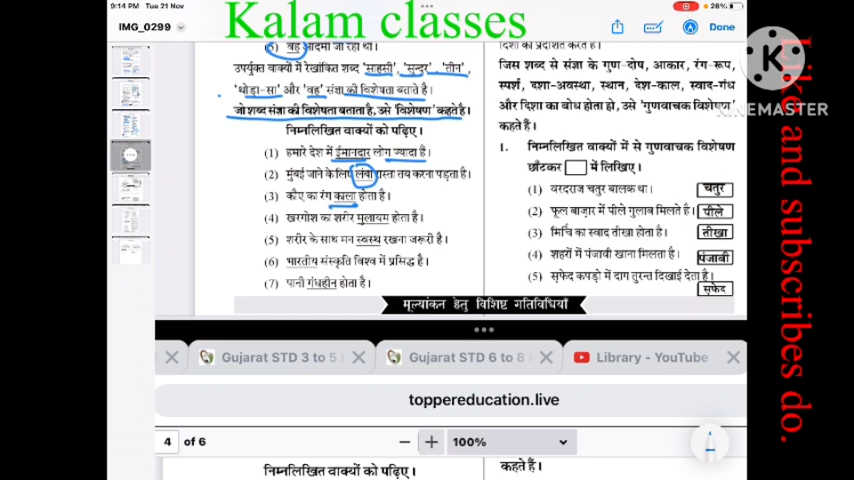 9:14 PM Tue 21 Nov
26%
Kalam classes
IMG_0299
Done
K
KINEMASTER
Like and subscribes do.
(5) वह आदमी जा रहा था।
उपर्युक्त वाक्यों में रेखांकित शब्द 'साहसी', 'सुन्दर', 'तीन',
'थोड़ा-सा' और 'वह' संज्ञा की विशेषता बताते है।
जो शब्द संज्ञा की विशेषता बताता है, उसे 'विशेषण' कहते है।
निम्नलिखित वाक्यों को पढ़िए।
(1) हमारे देश में ईमानदार लोग ज्यादा है।
(2) मुंबई जाने के लिए लंबा रास्ता तय करना पड़ता है।
(3) कौए का रंग काला होता है।
(4) खरगोश का शरीर मुलायम होता है।
(5) शरीर के साथ मन स्वस्थ रखना जरूरी है।
(6) भारतीय संस्कृति विश्व में प्रसिद्ध है।
(7) पानी गंधहीन होता है।
दिशा को प्रदर्शित करते हैं।
जिस शब्द से संज्ञा के गुण-दोष, आकार, रंग-रूप,
स्पर्श, दशा-अवस्था, स्थान, देश-काल, स्वाद-गंध
और दिशा का बोध होता हो, उसे 'गुणवाचक विशेषण'
कहते हैं।
1. निम्नलिखित वाक्यों में से गुणवाचक विशेषण
छाँटकर में लिखिए।
(1) वरदराज चतुर बालक था। चतुर
(2) फूल बाज़ार में पीले गुलाब मिलते है। पीले
(3) मिर्च का स्वाद तीखा होता है। तीखा
(4) शहरों में पंजाबी खाना मिलता है। पंजाबी
(5) सफ़ेद कपड़ो में दाग तुरन्त दिखाई देता है। सफ़ेद
मूल्यांकन हेतु विशिष्ट गतिविधियाँ
Gujarat STD 3 to 5
Gujarat STD 6 to 8
Library - YouTube
toppereducation.live
4 of 6
100%
निम्नलिखित वाक्यों को पढ़िए।
कहते हैं।